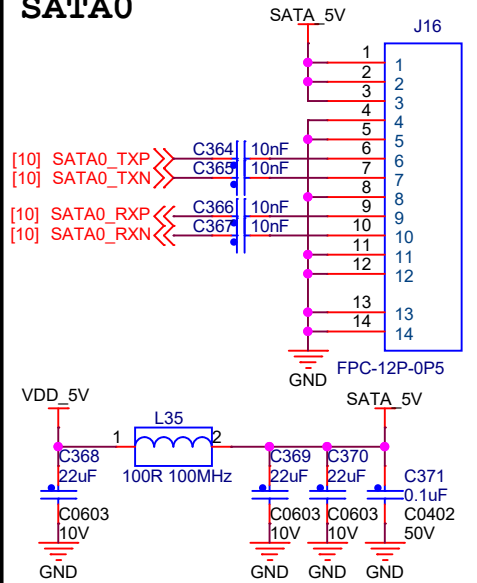 SATA0
SATA_5V
J16
1 1
2 2
3 3
4 4
5 5
[10] SATA0_TXP C364 10nF 6 6
[10] SATA0_TXN C365 10nF 7 7
8 8
[10] SATA0_RXP C366 10nF 9 9
[10] SATA0_RXN C367 10nF 10 10
11 11
12 12
13 13
14 14
GND
FPC-12P-0P5
VDD_5V
SATA_5V
L35
1 2
100R 100MHz
C368
22uF
C0603
10V
GND
C369
22uF
C0603
10V
GND
C370
22uF
C0603
10V
GND
C371
0.1uF
C0402
50V
GND